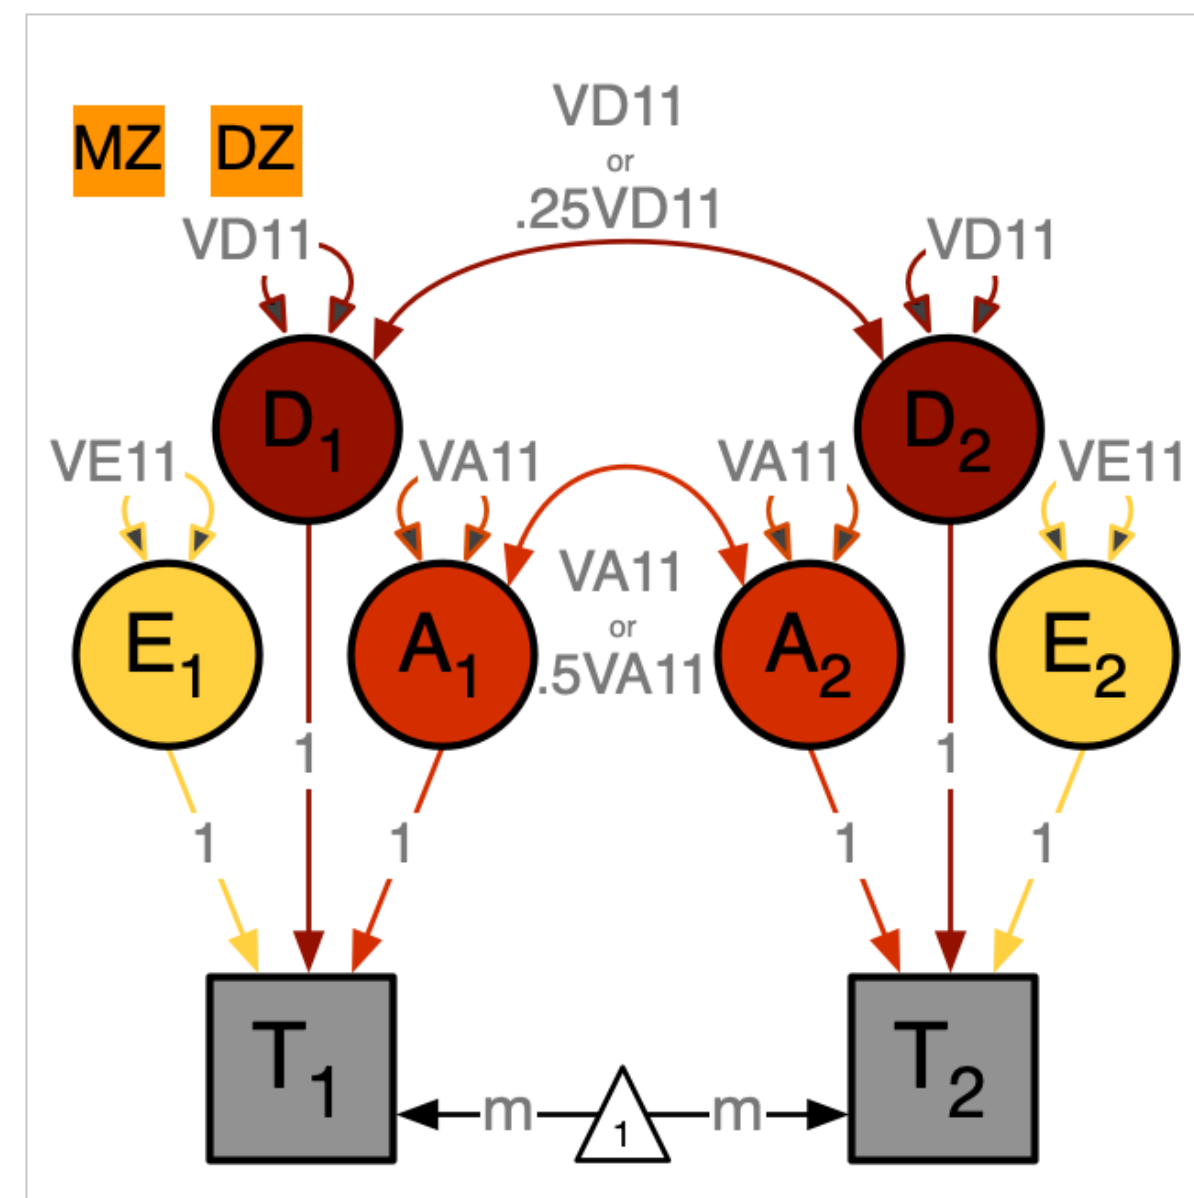 VD11
or
.25VD11
MZ DZ
VD11 VD11
D1 D2
VE11 VA11 VA11 VE11
VA11
or
.5VA11
E1 A1 A2 E2
1 1
1 1 1 1
T1 T2
m 1 m